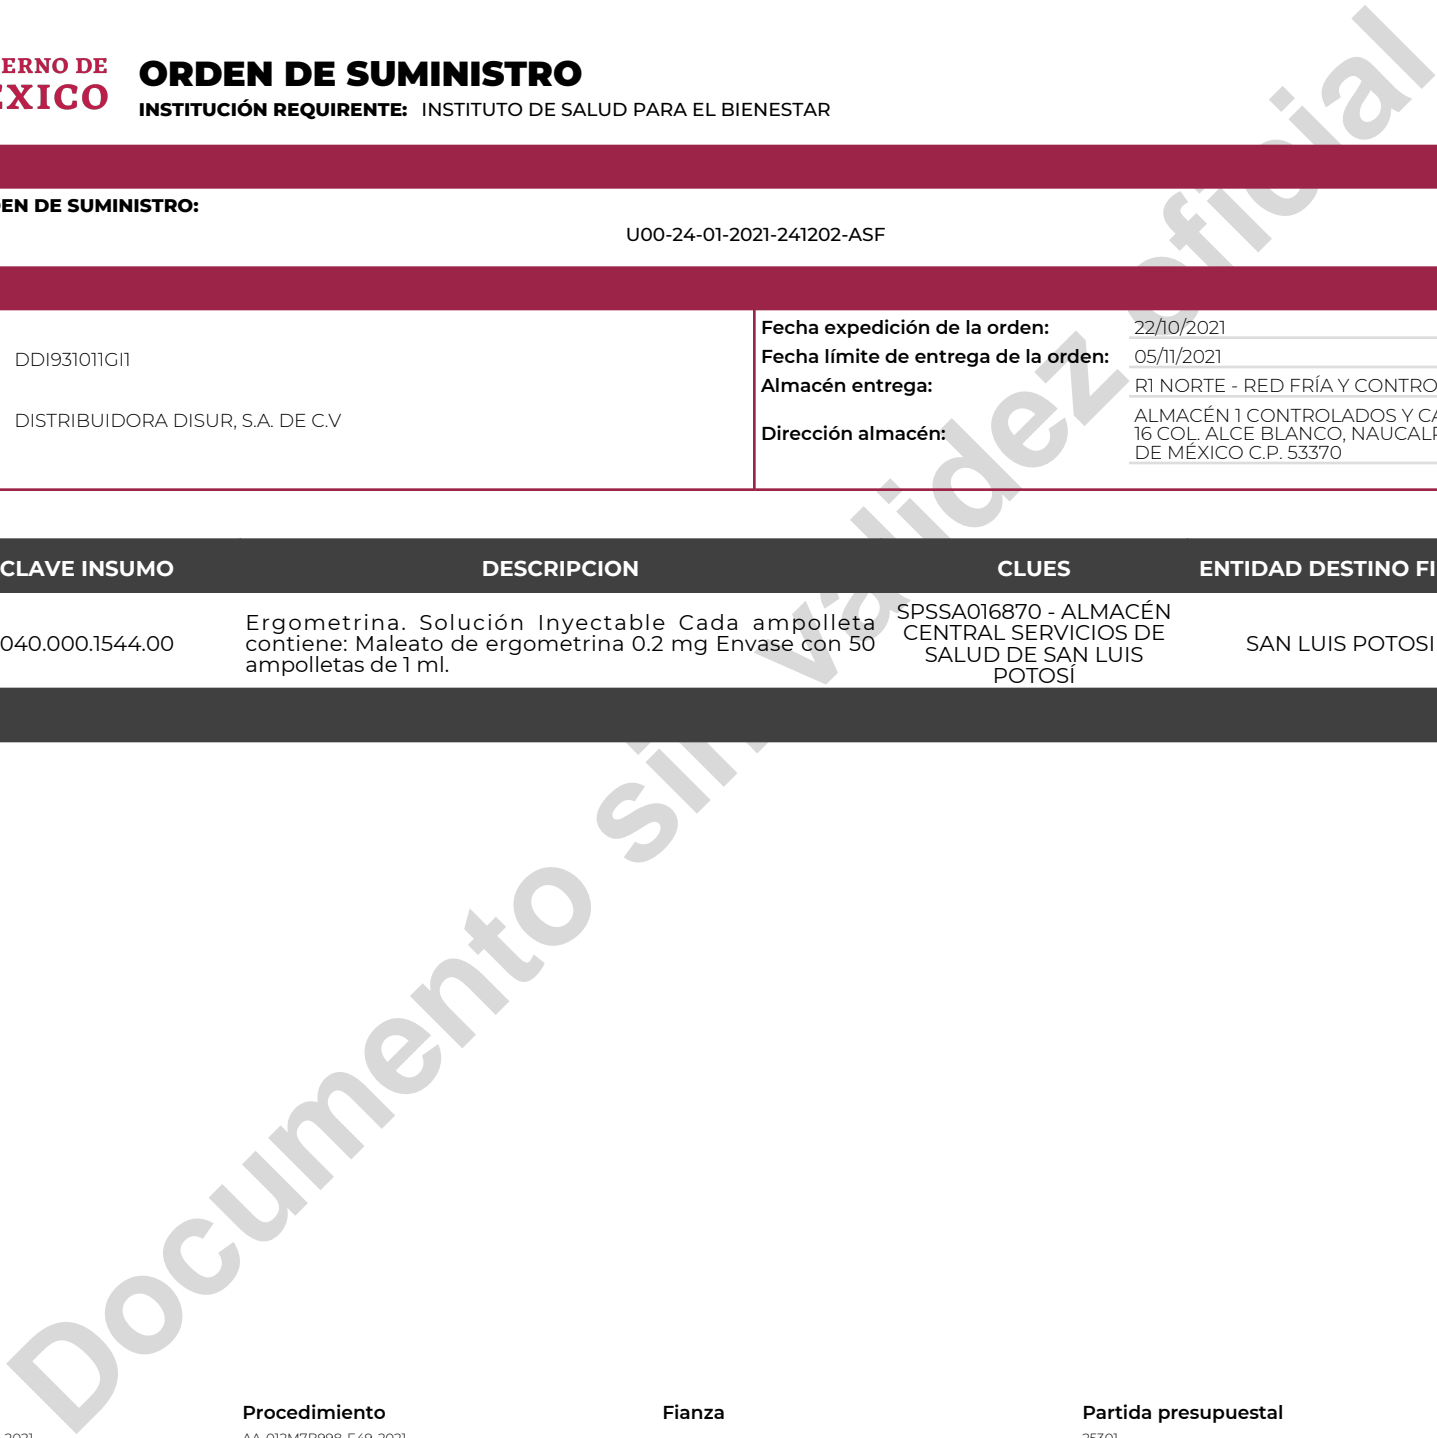 ERNO DE
ÉXICO
ORDEN DE SUMINISTRO
INSTITUCIÓN REQUIRENTE: INSTITUTO DE SALUD PARA EL BIENESTAR
EN DE SUMINISTRO:
U00-24-01-2021-241202-ASF
DDI931011GI1
DISTRIBUIDORA DISUR, S.A. DE C.V
Fecha expedición de la orden: 22/10/2021
Fecha límite de entrega de la orden: 05/11/2021
Almacén entrega: R1 NORTE - RED FRÍA Y CONTRO
Dirección almacén:
ALMACÉN 1 CONTROLADOS Y CA
16 COL. ALCE BLANCO, NAUCALP
DE MÉXICO C.P. 53370
CLAVE INSUMO DESCRIPCION CLUES ENTIDAD DESTINO FI
040.000.1544.00
Ergometrina. Solución Inyectable Cada ampolleta
contiene: Maleato de ergometrina 0.2 mg Envase con 50
ampolletas de 1 ml.
SPSSA016870 - ALMACÉN
CENTRAL SERVICIOS DE
SALUD DE SAN LUIS
POTOSÍ
SAN LUIS POTOSI
Documento sin validez oficial
Procedimiento Fianza Partida presupuestal